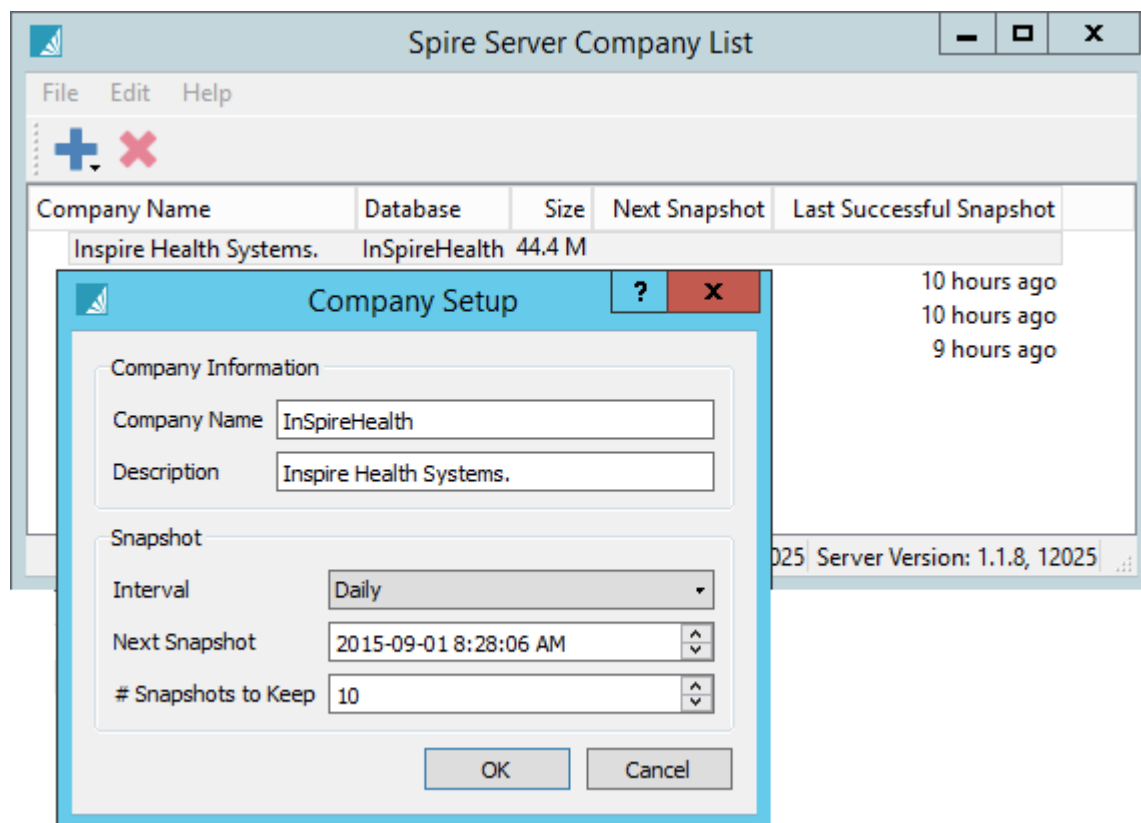 Spire Server Company List
File Edit Help
Company Name Database Size Next Snapshot Last Successful Snapshot
Inspire Health Systems. InSpireHealth 44.4 M
10 hours ago
10 hours ago
9 hours ago
Company Setup
Company Information
Company Name InSpireHealth
Description Inspire Health Systems.
Snapshot
Interval Daily
Next Snapshot 2015-09-01 8:28:06 AM
# Snapshots to Keep 10
OK Cancel
025 Server Version: 1.1.8, 12025